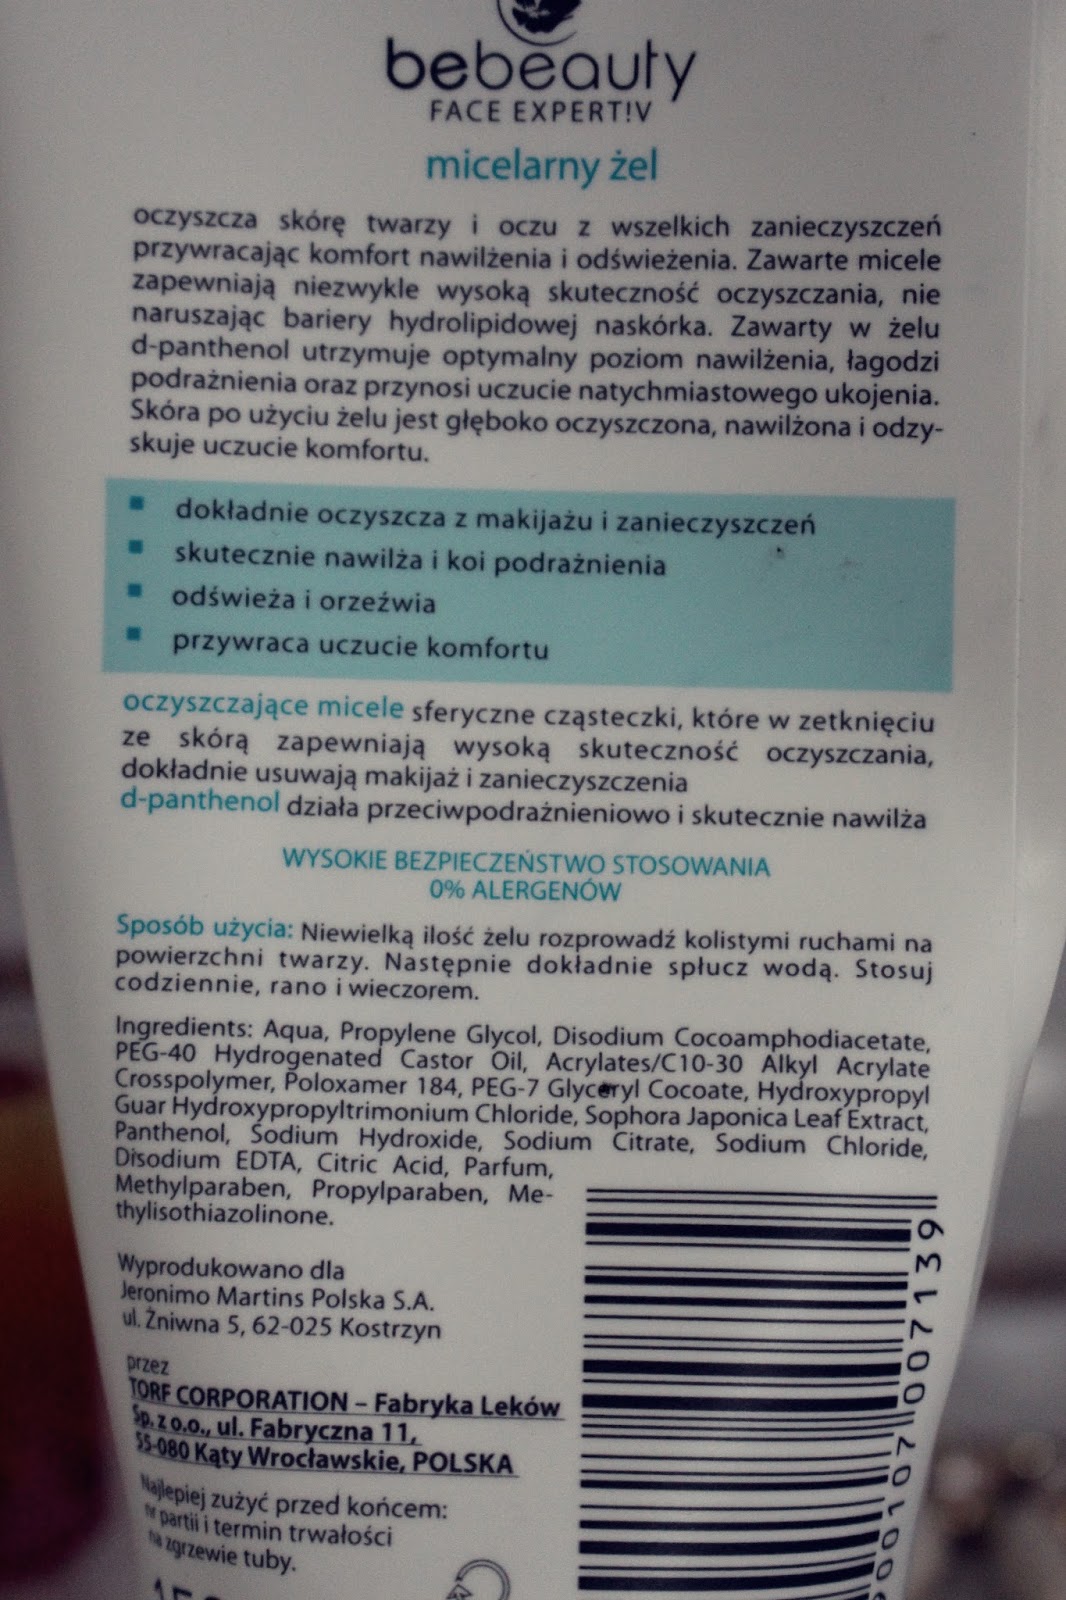 bebeauty
FACE EXPERT!V
micelarny żel
oczyszcza skórę twarzy i oczu z wszelkich zanieczyszczeń
przywracając komfort nawilżenia i odświeżenia. Zawarte micele
zapewniają niezwykle wysoką skuteczność oczyszczania, nie
naruszając bariery hydrolipidowej naskórka. Zawarty w żelu
d-panthenol utrzymuje optymalny poziom nawilżenia, łagodzi
podrażnienia oraz przynosi uczucie natychmiastowego ukojenia.
Skóra po użyciu żelu jest głęboko oczyszczona, nawilżona i odzy-
skuje uczucie komfortu.
dokładnie oczyszcza z makijażu i zanieczyszczeń
skutecznie nawilża i koi podrażnienia
odświeża i orzeźwia
przywraca uczucie komfortu
oczyszczające micele sferyczne cząsteczki, które w zetknięciu
ze skórą zapewniają wysoką skuteczność oczyszczania,
dokładnie usuwają makijaż i zanieczyszczenia
d-panthenol działa przeciwpodrażnieniowo i skutecznie nawilża
WYSOKIE BEZPIECZEŃSTWO STOSOWANIA
0% ALERGENÓW
Sposób użycia: Niewielką ilość żelu rozprowadź kolistymi ruchami na
powierzchni twarzy. Następnie dokładnie spłucz wodą. Stosuj
codziennie, rano i wieczorem.
Ingredients: Aqua, Propylene Glycol, Disodium Cocoamphodiacetate,
PEG-40 Hydrogenated Castor Oil, Acrylates/C10-30 Alkyl Acrylate
Crosspolymer, Poloxamer 184, PEG-7 Glyceryl Cocoate, Hydroxypropyl
Guar Hydroxypropyltrimonium Chloride, Sophora Japonica Leaf Extract,
Panthenol, Sodium Hydroxide, Sodium Citrate, Sodium Chloride,
Disodium EDTA, Citric Acid, Parfum,
Methylparaben, Propylparaben, Me-
thylisothiazolinone.
Wyprodukowano dla
Jeronimo Martins Polska S.A.
ul. Żniwna 5, 62-025 Kostrzyn
przez
TORF CORPORATION – Fabryka Leków
Sp. z o.o., ul. Fabryczna 11,
55-080 Kąty Wrocławskie, POLSKA
Najlepiej zużyć przed końcem:
nr partii i termin trwałości
na zgrzewie tuby.
00107 007139